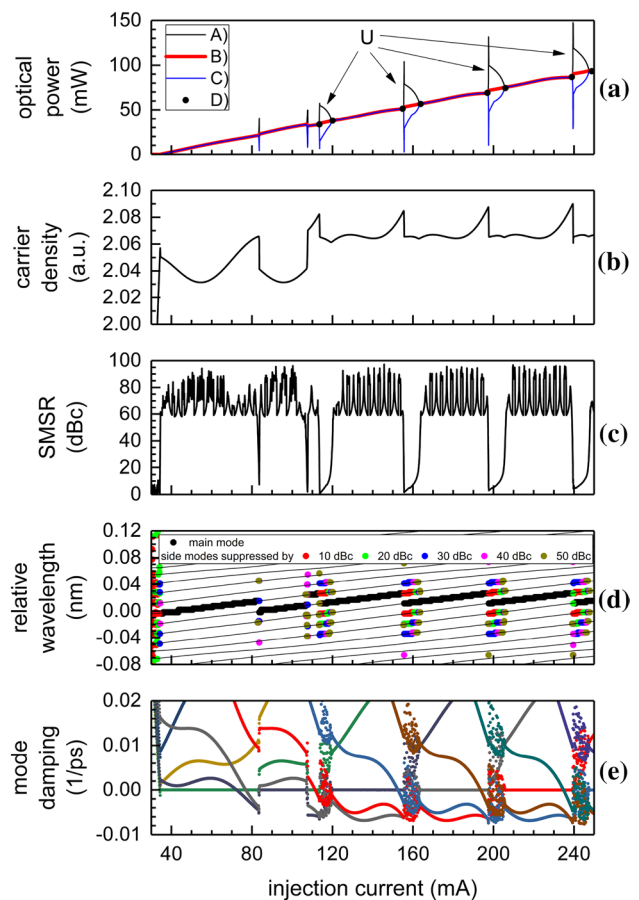 150
100
50
0
optical
power (mW)
A)
B)
C)
D)
U
(a)
2.10
2.08
2.06
2.04
2.02
2.00
carrier
density
(a.u.)
(b)
100
80
60
40
20
0
SMSR
(dBc)
(c)
0.12
0.08
0.04
0.00
-0.04
-0.08
relative
wavelength
(nm)
main mode
side modes suppressed by 10 dBc 20 dBc 30 dBc 40 dBc 50 dBc
(d)
0.02
0.01
0.00
-0.01
mode
damping
(1/ps)
(e)
40 80 120 160 200 240
injection current (mA)